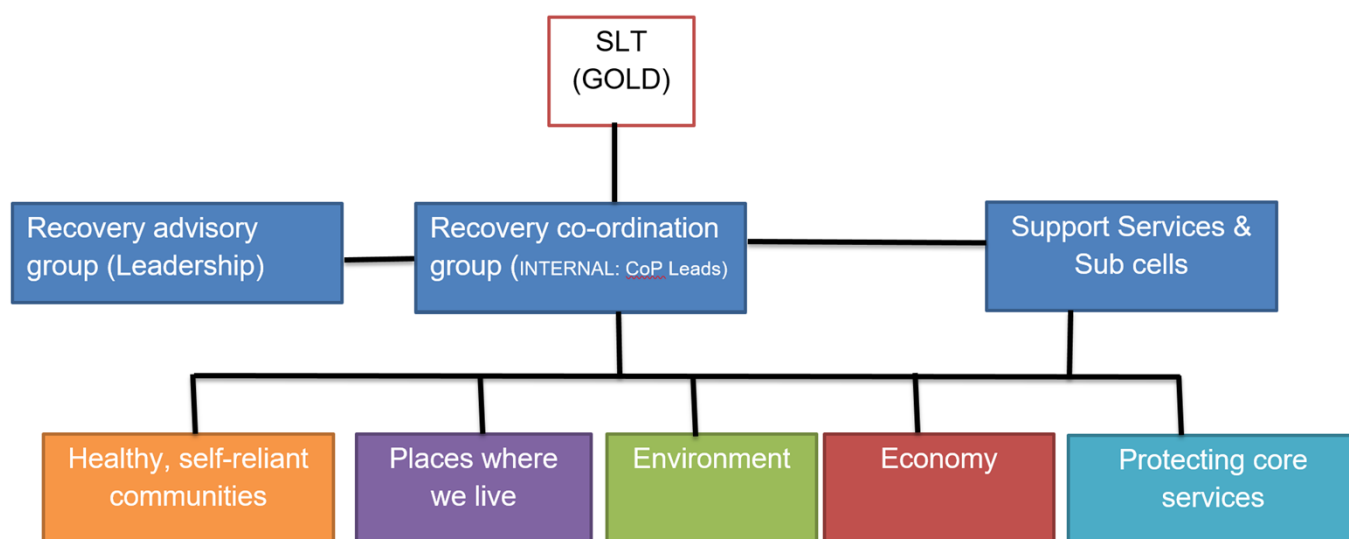 SLT
(GOLD)
Recovery advisory
group (Leadership)
Recovery co-ordination
group (INTERNAL: CoP Leads)
Support Services &
Sub cells
Healthy, self-reliant
communities
Places where
we live
Environment
Economy
Protecting core
services